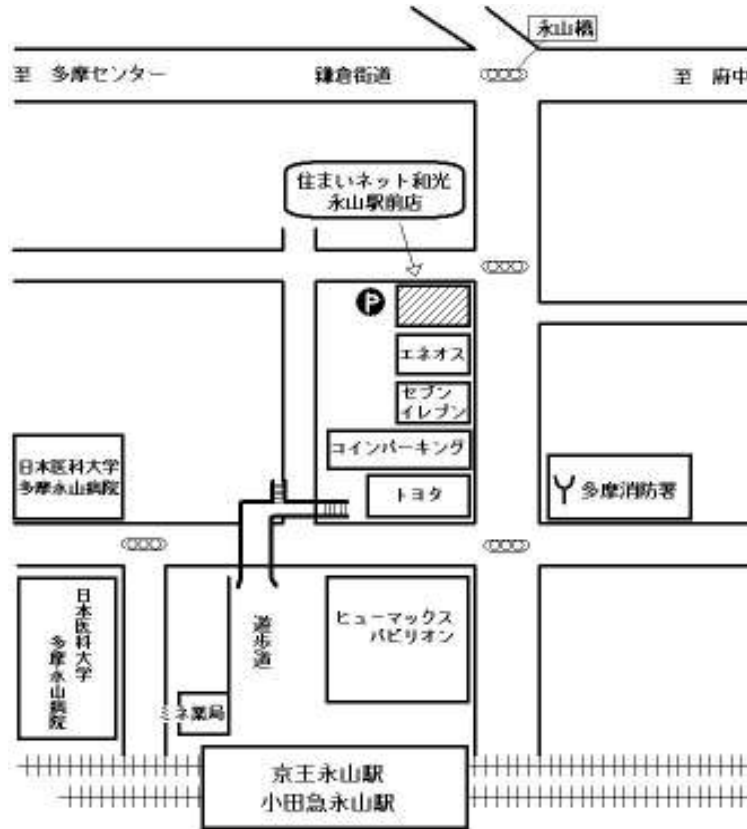 永山橋
至 多摩センター
鎌倉街道
至 府中
住まいネット和光
永山駅前店
P
エネオス
セブン
イレブン
コインパーキング
トヨタ
日本医科大学
多摩永山病院
多摩消防署
日本医科大学
多摩永山病院
遊歩道
ヒューマックス
パビリオン
ミネ薬局
京王永山駅
小田急永山駅